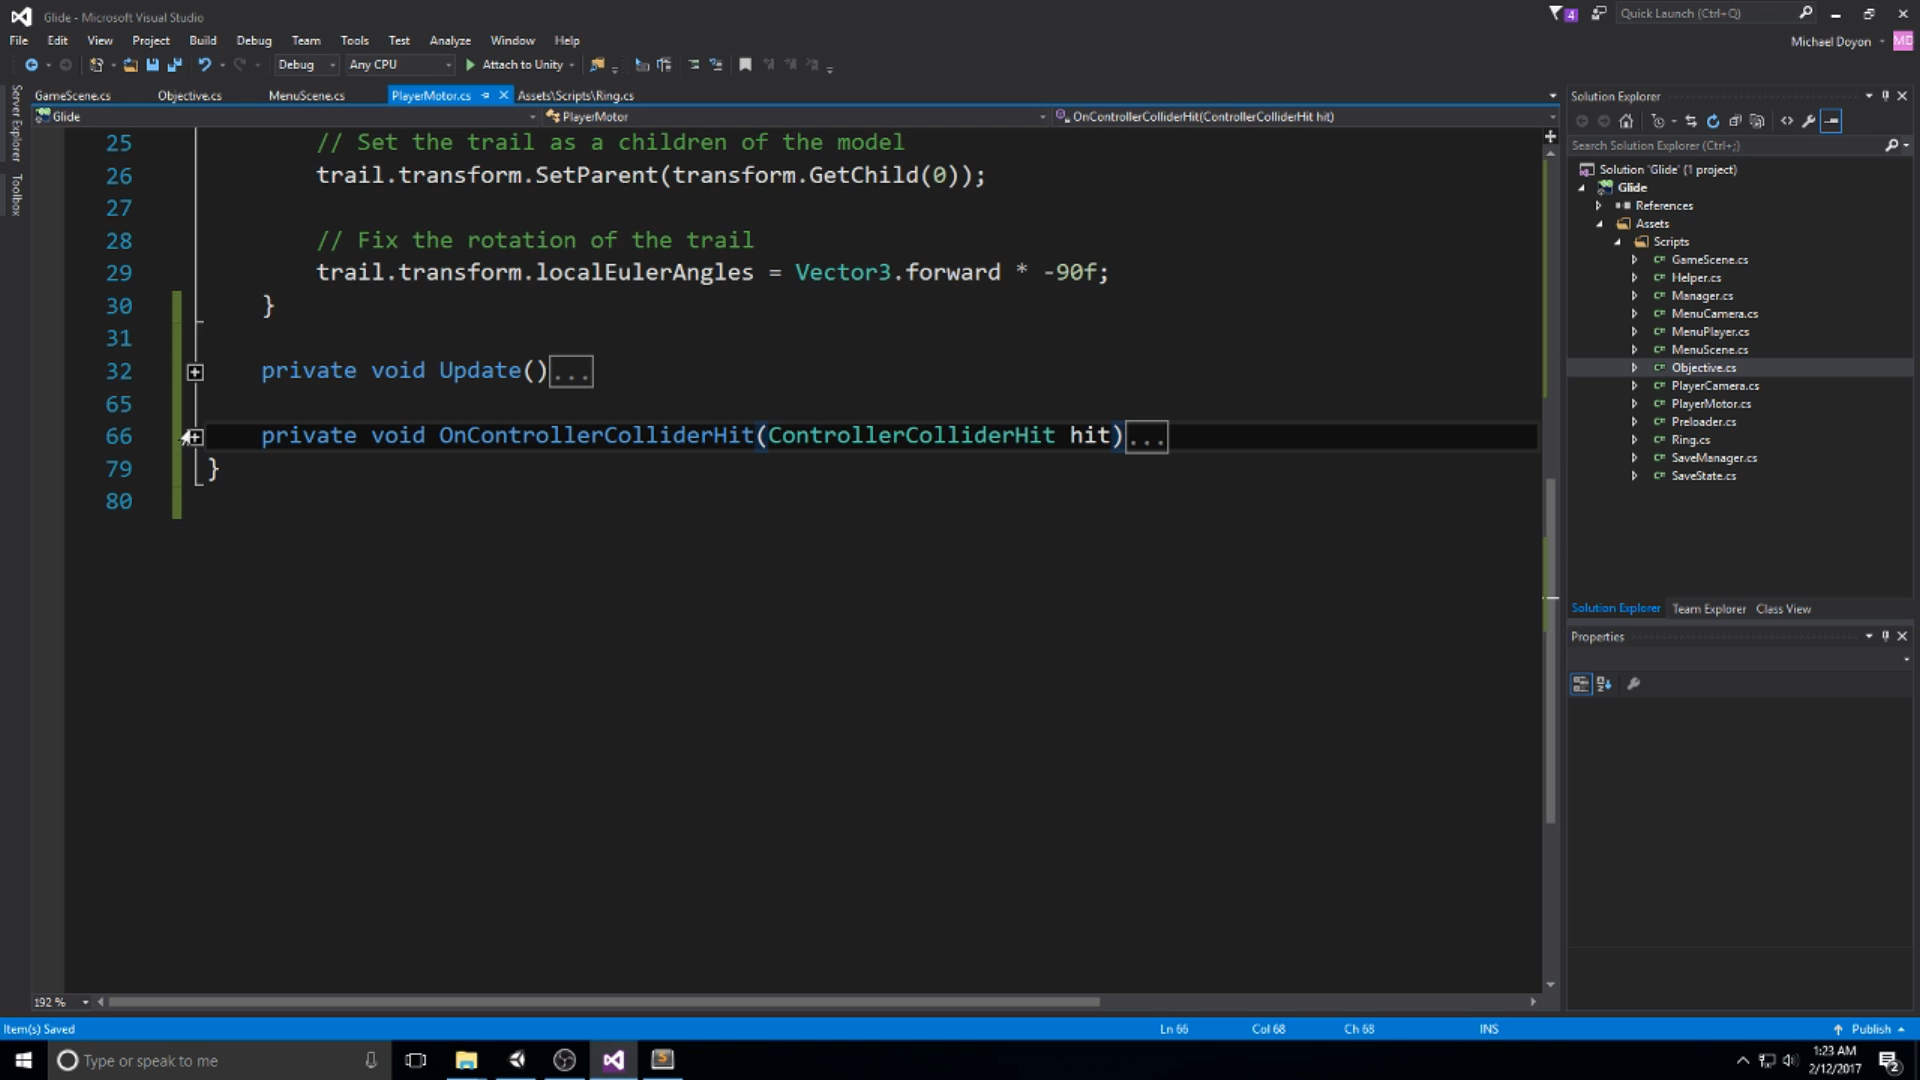 Glide - Microsoft Visual Studio
4
Quick Launch (Ctrl+Q)
File Edit View Project Build Debug Team Tools Test Analyze Window Help
Michael Doyon
MD
Debug
Any CPU
Attach to Unity
Server Explorer
Toolbox
GameScene.cs
Objective.cs
MenuScene.cs
PlayerMotor.cs
Assets\Scripts\Ring.cs
Glide
PlayerMotor
OnControllerColliderHit(ControllerColliderHit hit)
25 // Set the trail as a children of the model
26 trail.transform.SetParent(transform.GetChild(0));
27
28 // Fix the rotation of the trail
29 trail.transform.localEulerAngles = Vector3.forward * -90f;
30 }
31
32 private void Update()...
65
66 private void OnControllerColliderHit(ControllerColliderHit hit)...
79 }
80
192 %
Solution Explorer
Search Solution Explorer (Ctrl+;)
Solution 'Glide' (1 project)
Glide
References
Assets
Scripts
C# GameScene.cs
C# Helper.cs
C# Manager.cs
C# MenuCamera.cs
C# MenuPlayer.cs
C# MenuScene.cs
C# Objective.cs
C# PlayerCamera.cs
C# PlayerMotor.cs
C# Preloader.cs
C# Ring.cs
C# SaveManager.cs
C# SaveState.cs
Solution Explorer Team Explorer Class View
Properties
Item(s) Saved
Ln 66
Col 68
Ch 68
INS
Publish
Type or speak to me
1:23 AM
2/12/2017
2